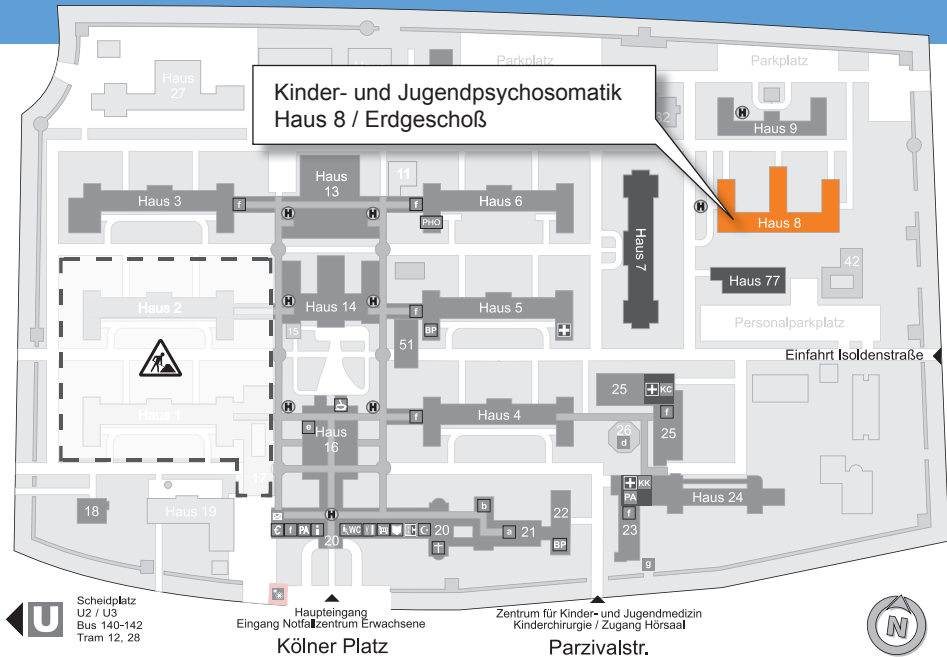 Parkplatz
Parkplatz
Haus
27
Kinder- und Jugendpsychosomatik
Haus 8 / Erdgeschoß
H
Haus 9
Haus
13
11
Haus 3
f
H
H
f
Haus 6
PHO
H
Haus 8
Haus 7
Haus 77
42
Haus 2
H
Haus 14
H
f
Haus 5
15
BP
51
Personalparkplatz
Einfahrt Isoldenstraße
Haus 1
H
H
f
Haus 4
25
KC
f
25
e
Haus
16
26
d
17
KK
PA
Haus 24
f
23
18
Haus 19
H
b
22
€ f PA i WC
20
20
a
21
BP
g
U
Scheidplatz
U2 / U3
Bus 140-142
Tram 12, 28
Haupteingang
Eingang Notfallzentrum Erwachsene
Kölner Platz
Zentrum für Kinder- und Jugendmedizin
Kinderchirurgie / Zugang Hörsaal
Parzivalstr.
N